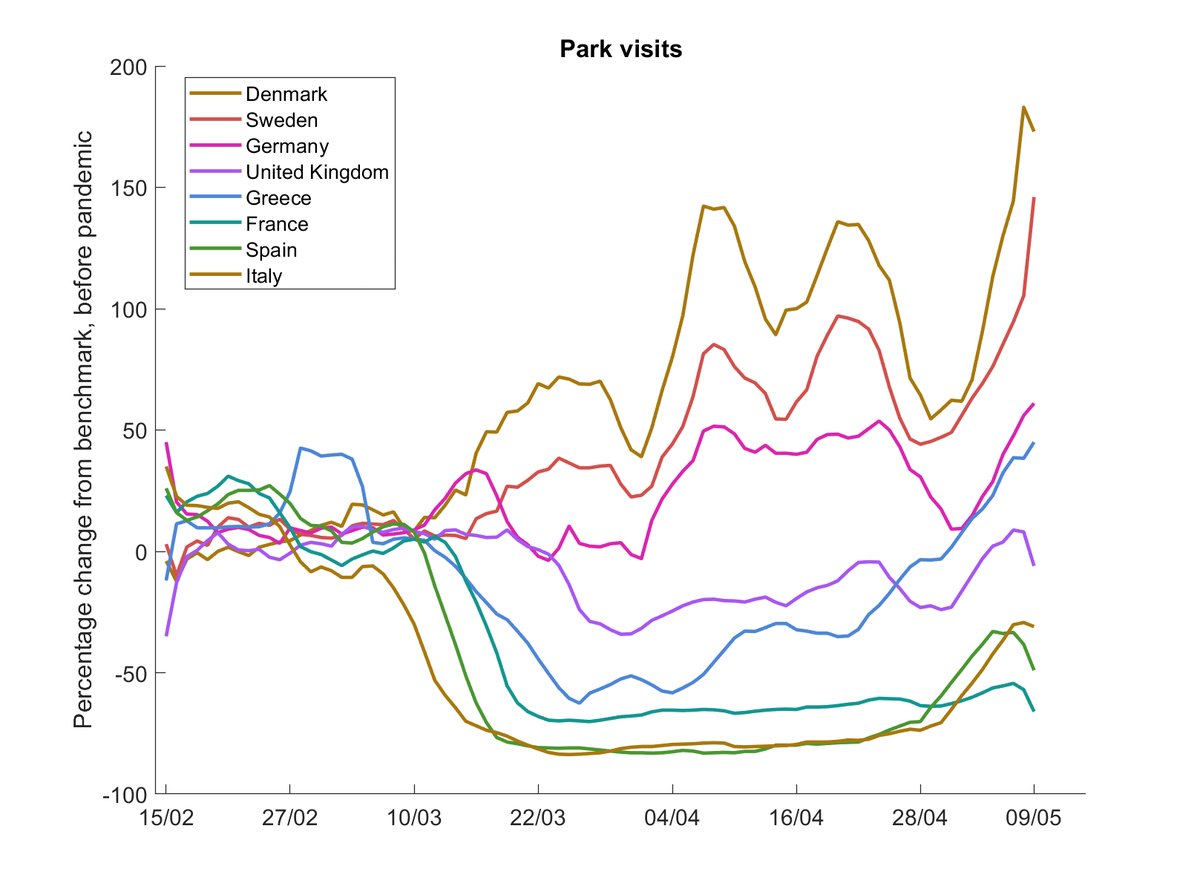 Park visits
Percentage change from benchmark, before pandemic
200
150
100
50
0
-50
-100
Denmark
Sweden
Germany
United Kingdom
Greece
France
Spain
Italy
15/02
27/02
10/03
22/03
04/04
16/04
28/04
09/05